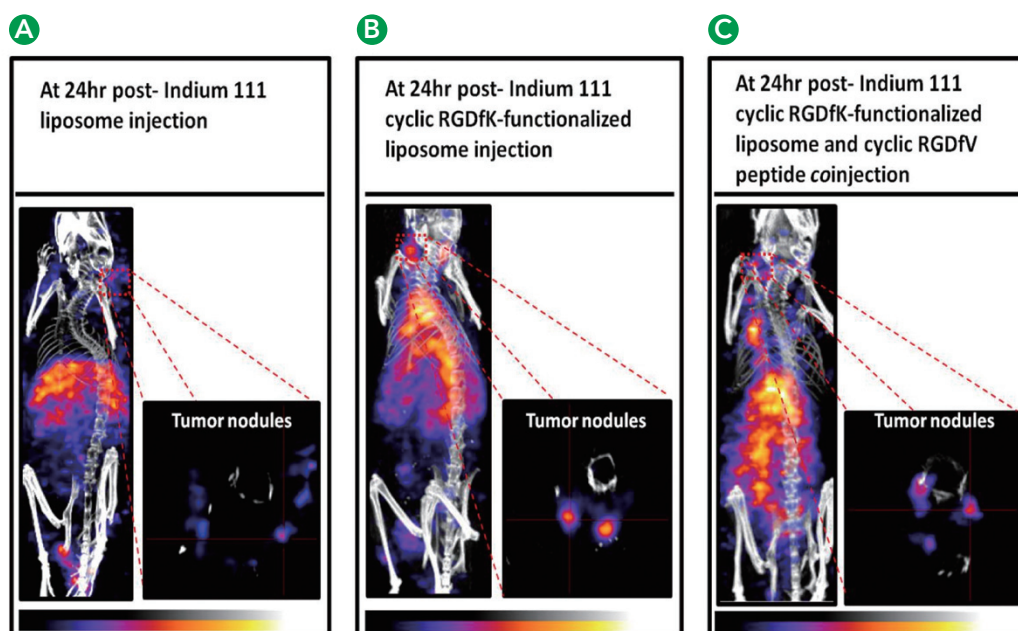 A
At 24hr post- Indium 111
liposome injection
Tumor nodules
B
At 24hr post- Indium 111
cyclic RGDfK-functionalized
liposome injection
Tumor nodules
C
At 24hr post- Indium 111
cyclic RGDfK-functionalized
liposome and cyclic RGDfV
peptide coinjection
Tumor nodules